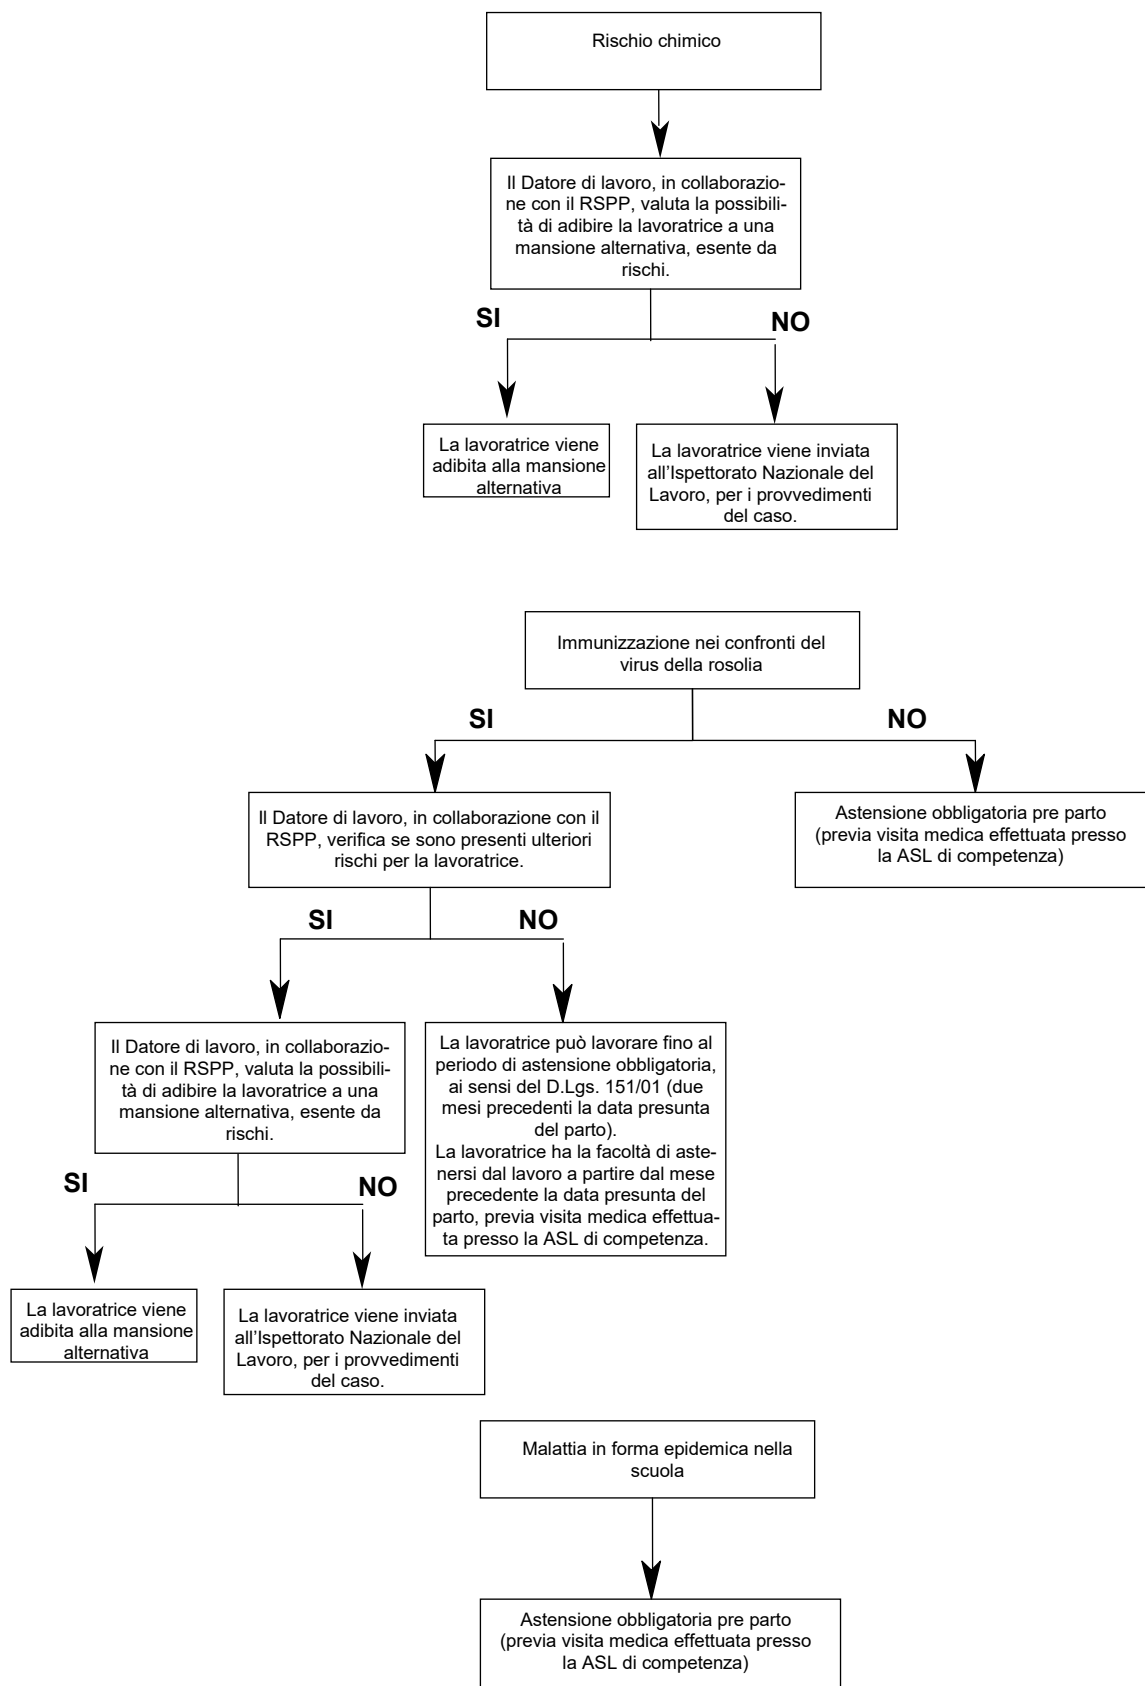 Rischio chimico
Il Datore di lavoro, in collaborazio-
ne con il RSPP, valuta la possibili-
tà di adibire la lavoratrice a una
mansione alternativa, esente da
rischi.
SI
NO
La lavoratrice viene
adibita alla mansione
alternativa
La lavoratrice viene inviata
all'Ispettorato Nazionale del
Lavoro, per i provvedimenti
del caso.
Immunizzazione nei confronti del
virus della rosolia
SI
NO
Il Datore di lavoro, in collaborazione con il
RSPP, verifica se sono presenti ulteriori
rischi per la lavoratrice.
Astensione obbligatoria pre parto
(previa visita medica effettuata presso
la ASL di competenza)
SI
NO
Il Datore di lavoro, in collaborazio-
ne con il RSPP, valuta la possibili-
tà di adibire la lavoratrice a una
mansione alternativa, esente da
rischi.
La lavoratrice può lavorare fino al
periodo di astensione obbligatoria,
ai sensi del D.Lgs. 151/01 (due
mesi precedenti la data presunta
del parto).
La lavoratrice ha la facoltà di aste-
nersi dal lavoro a partire dal mese
precedente la data presunta del
parto, previa visita medica effettua-
ta presso la ASL di competenza.
SI
NO
La lavoratrice viene
adibita alla mansione
alternativa
La lavoratrice viene inviata
all'Ispettorato Nazionale del
Lavoro, per i provvedimenti
del caso.
Malattia in forma epidemica nella
scuola
Astensione obbligatoria pre parto
(previa visita medica effettuata presso
la ASL di competenza)